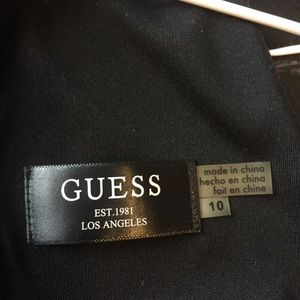 GUESS
EST.1981
LOS ANGELES
made in china
hecho en china
fait en chine
10